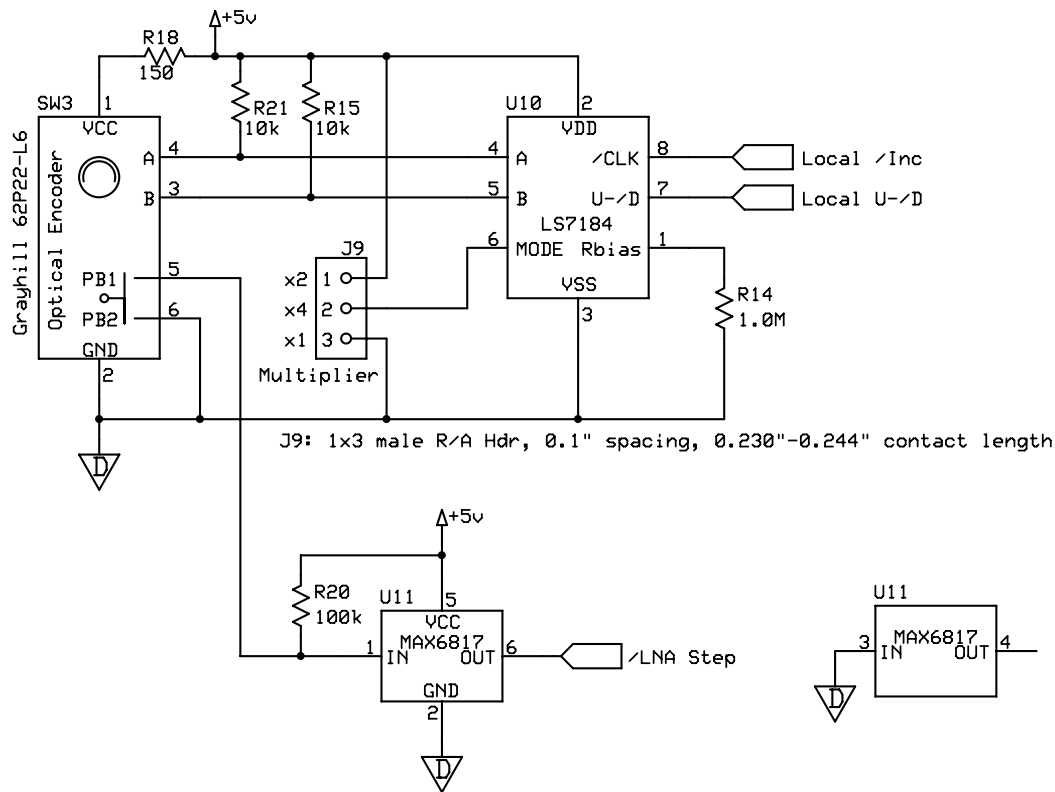 +5v
R18
150
SW3
1
VCC
Grayhill 62P22-L6
Optical Encoder
A
4
B
3
PB1
5
PB2
6
GND
2
D
R21
10k
R15
10k
J9
x2 1
x4 2
x1 3
Multiplier
U10
2
VDD
4
A
/CLK
8
Local /Inc
5
B
U-/D
7
Local U-/D
LS7184
6
MODE
Rbias
1
VSS
3
R14
1.0M
J9: 1x3 male R/A Hdr, 0.1" spacing, 0.230"-0.244" contact length
+5v
R20
100k
U11
5
VCC
MAX6817
1
IN
OUT
6
/LNA Step
GND
2
D
U11
MAX6817
3
IN
OUT
4
D